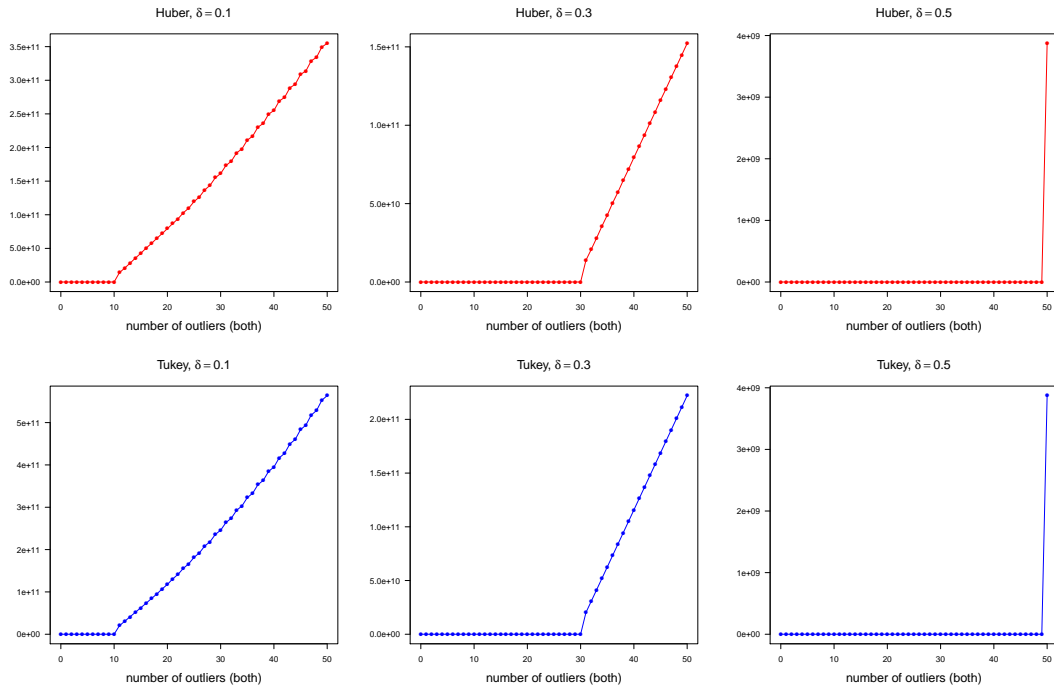 Huber, δ = 0.1
3.5e+11
3.0e+11
2.5e+11
2.0e+11
1.5e+11
1.0e+11
5.0e+10
0.0e+00
0 10 20 30 40 50
number of outliers (both)
Huber, δ = 0.3
1.5e+11
1.0e+11
5.0e+10
0.0e+00
0 10 20 30 40 50
number of outliers (both)
Huber, δ = 0.5
4e+09
3e+09
2e+09
1e+09
0e+00
0 10 20 30 40 50
number of outliers (both)
Tukey, δ = 0.1
5e+11
4e+11
3e+11
2e+11
1e+11
0e+00
0 10 20 30 40 50
number of outliers (both)
Tukey, δ = 0.3
2.0e+11
1.5e+11
1.0e+11
5.0e+10
0.0e+00
0 10 20 30 40 50
number of outliers (both)
Tukey, δ = 0.5
4e+09
3e+09
2e+09
1e+09
0e+00
0 10 20 30 40 50
number of outliers (both)